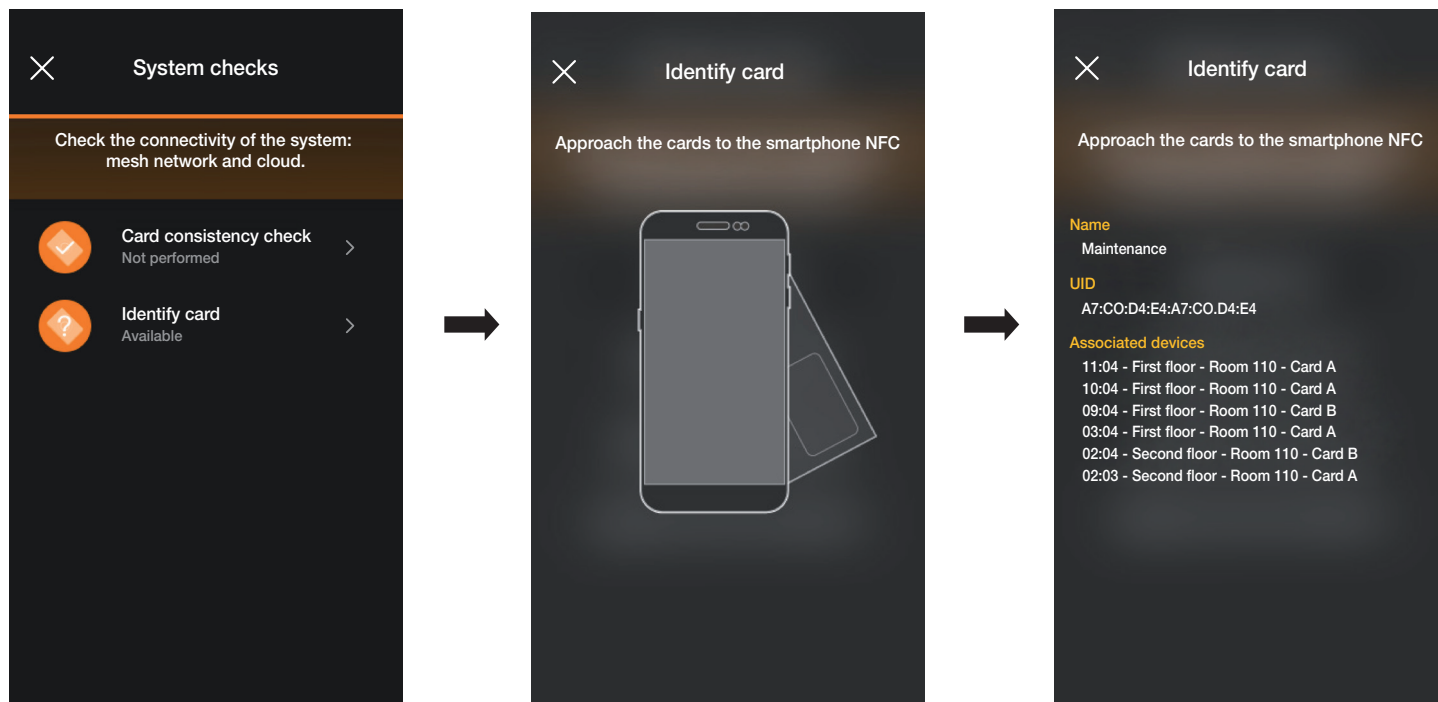 System checks
Check the connectivity of the system:
mesh network and cloud.
Card consistency check
Not performed
Identify card
Available
Identify card
Approach the cards to the smartphone NFC
Identify card
Approach the cards to the smartphone NFC
Name
Maintenance
UID
A7:CO:D4:E4:A7:CO.D4:E4
Associated devices
11:04 - First floor - Room 110 - Card A
10:04 - First floor - Room 110 - Card A
09:04 - First floor - Room 110 - Card B
03:04 - First floor - Room 110 - Card A
02:04 - Second floor - Room 110 - Card B
02:03 - Second floor - Room 110 - Card A